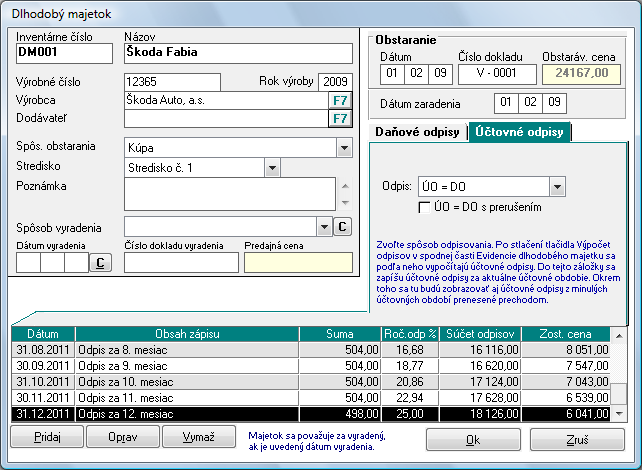 Dlhodobý majetok
Inventárne číslo Názov
DM001 Škoda Fabia
Výrobné číslo 12365 Rok výroby 2009
Výrobca Škoda Auto, a.s. F7
Dodávateľ F7
Spôs. obstarania Kúpa
Stredisko Stredisko č. 1
Poznámka
Spôsob vyradenia C
Dátum vyradenia Číslo dokladu vyradenia Predajná cena
C
Obstaranie
Dátum Číslo dokladu Obstaráv. cena
01 02 09 V - 0001 24167,00
Dátum zaradenia 01 02 09
Daňové odpisy Účtovné odpisy
Odpis: ÚO = DO
ÚO = DO s prerušením
Zvoľte spôsob odpisovania. Po stlačení tlačidla Výpočet
odpisov v spodnej časti Evidencie dlhodobého majetku sa
podľa neho vypočítajú účtovné odpisy. Do tejto záložky sa
zapíšu účtovné odpisy za aktuálne účtovné obdobie. Okrem
toho sa tu budú zobrazovať aj účtovné odpisy z minulých
účtovných období prenesené prechodom.
Dátum Obsah zápisu Suma Roč.odp % Súčet odpisov Zost. cena
31.08.2011 Odpis za 8. mesiac 504,00 16,68 16 116,00 8 051,00
30.09.2011 Odpis za 9. mesiac 504,00 18,77 16 620,00 7 547,00
31.10.2011 Odpis za 10. mesiac 504,00 20,86 17 124,00 7 043,00
30.11.2011 Odpis za 11. mesiac 504,00 22,94 17 628,00 6 539,00
31.12.2011 Odpis za 12. mesiac 498,00 25,00 18 126,00 6 041,00
Pridaj Oprav Vymaž
Majetok sa považuje za vyradený,
ak je uvedený dátum vyradenia.
Ok Zruš